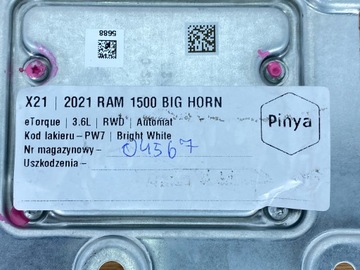 5688
X21 | 2021 RAM 1500 BIG HORN
eTorque | 3.6L | RWD | Automat
Kod lakieru – PW7 | Bright White
Nr magazynowy – 04567
Uszkodzenia –
Pinya